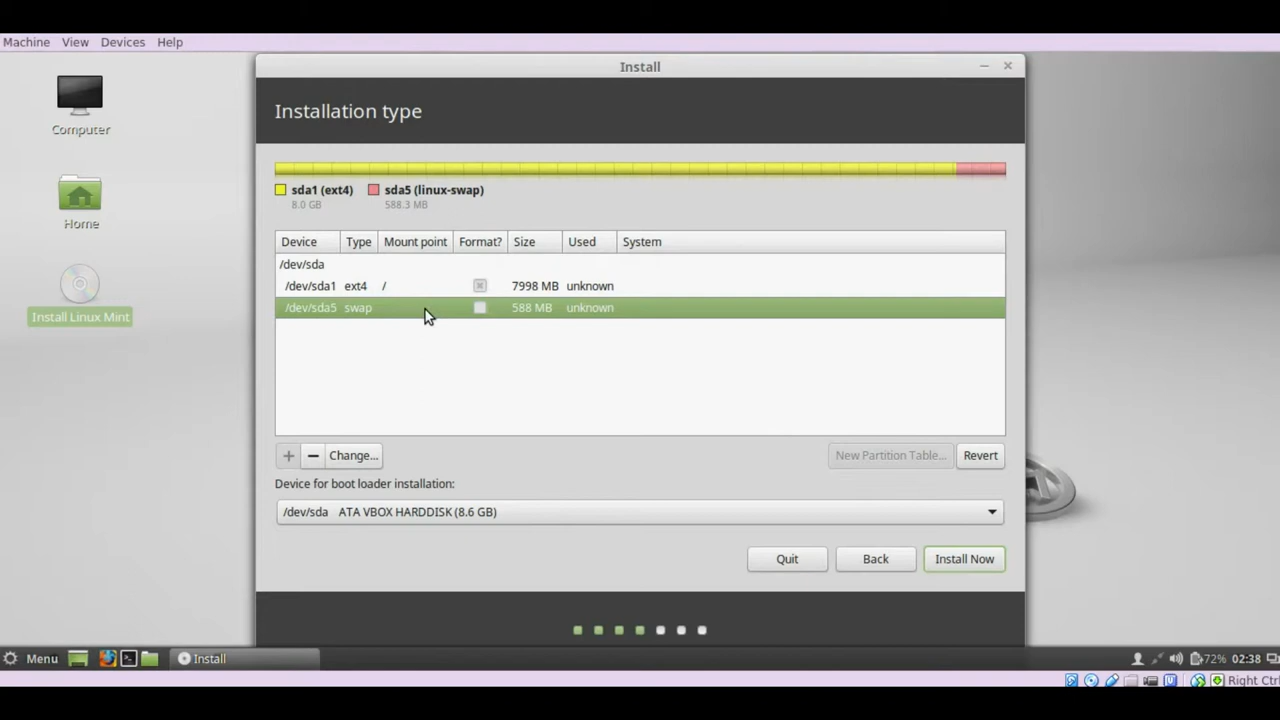 Machine View Devices Help
Install
Computer
Home
Install Linux Mint
Installation type
sda1 (ext4) sda5 (linux-swap)
8.0 GB 588.3 MB
Device Type Mount point Format? Size Used System
/dev/sda
/dev/sda1 ext4 / 7998 MB unknown
/dev/sda5 swap 588 MB unknown
+ − Change... New Partition Table... Revert
Device for boot loader installation:
/dev/sda ATA VBOX HARDDISK (8.6 GB)
Quit Back Install Now
Menu Install 72% 02:38
Right Ctrl